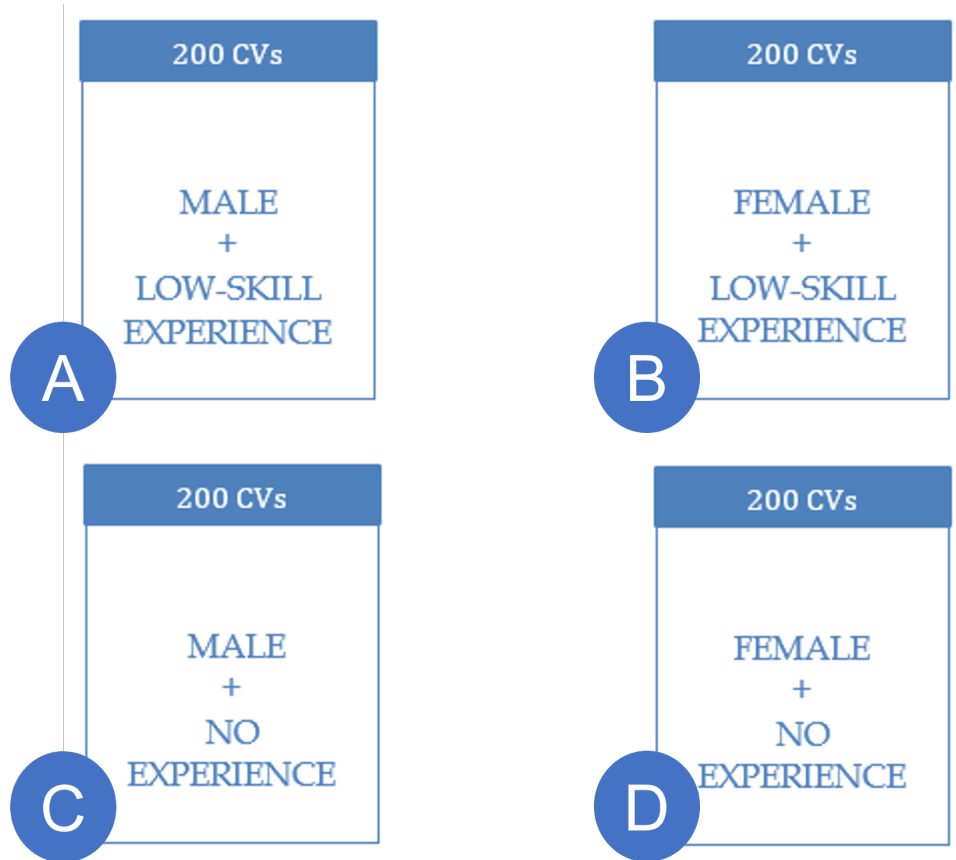 200 CVs
MALE
+
LOW-SKILL
EXPERIENCE
A
200 CVs
FEMALE
+
LOW-SKILL
EXPERIENCE
B
200 CVs
MALE
+
NO
EXPERIENCE
C
200 CVs
FEMALE
+
NO
EXPERIENCE
D